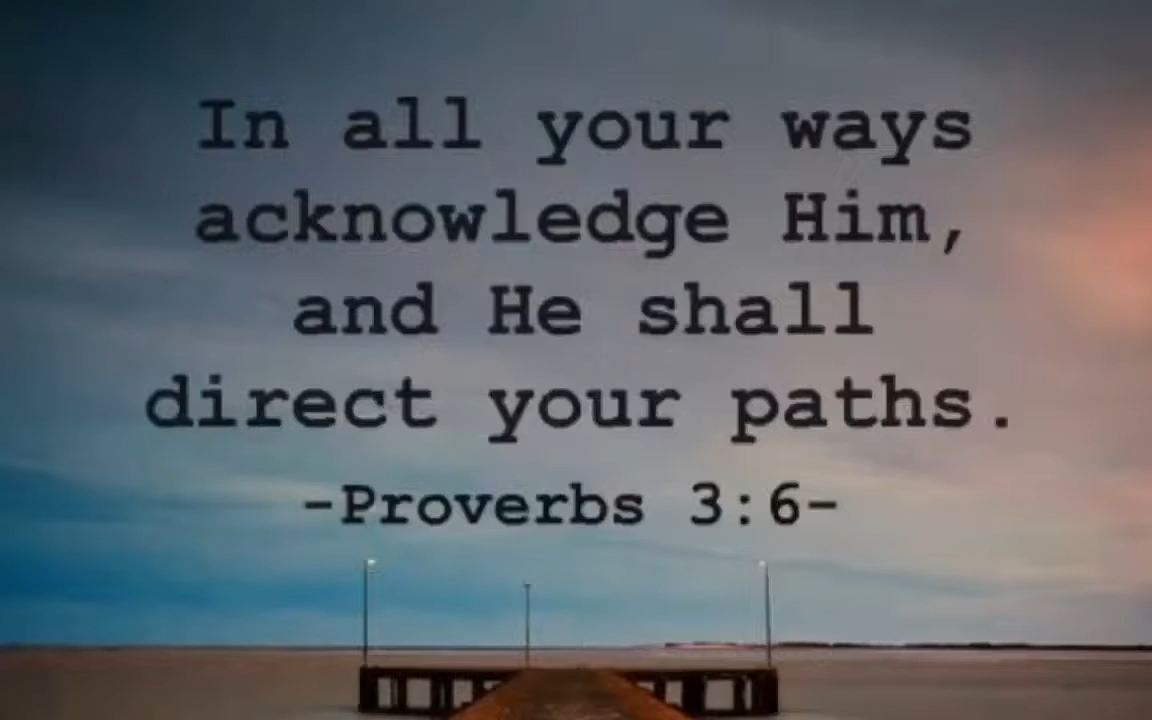 In all your ways
acknowledge Him,
and He shall
direct your paths.
-Proverbs 3:6-